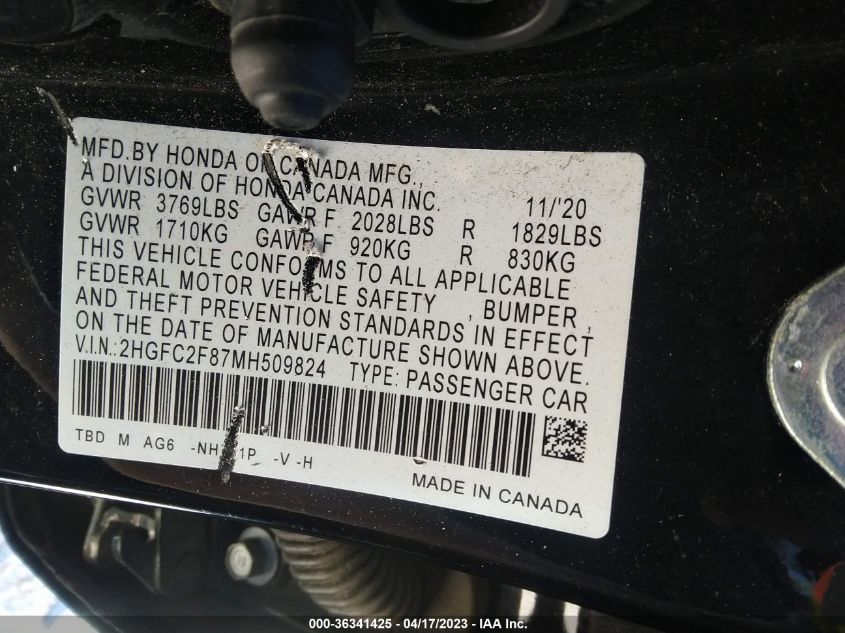 MFD.BY HONDA OF CANADA MFG.,
A DIVISION OF HONDA CANADA INC. 11/'20
GVWR 3769LBS GAWR F 2028LBS R 1829LBS
GVWR 1710KG GAWR F 920KG R 830KG
THIS VEHICLE CONFORMS TO ALL APPLICABLE
FEDERAL MOTOR VEHICLE SAFETY , BUMPER ,
AND THEFT PREVENTION STANDARDS IN EFFECT
ON THE DATE OF MANUFACTURE SHOWN ABOVE.
V.I.N.:2HGFC2F87MH509824 TYPE: PASSENGER CAR
TBD M AG6 -V -H
MADE IN CANADA
000-36341425 - 04/17/2023 - IAA Inc.